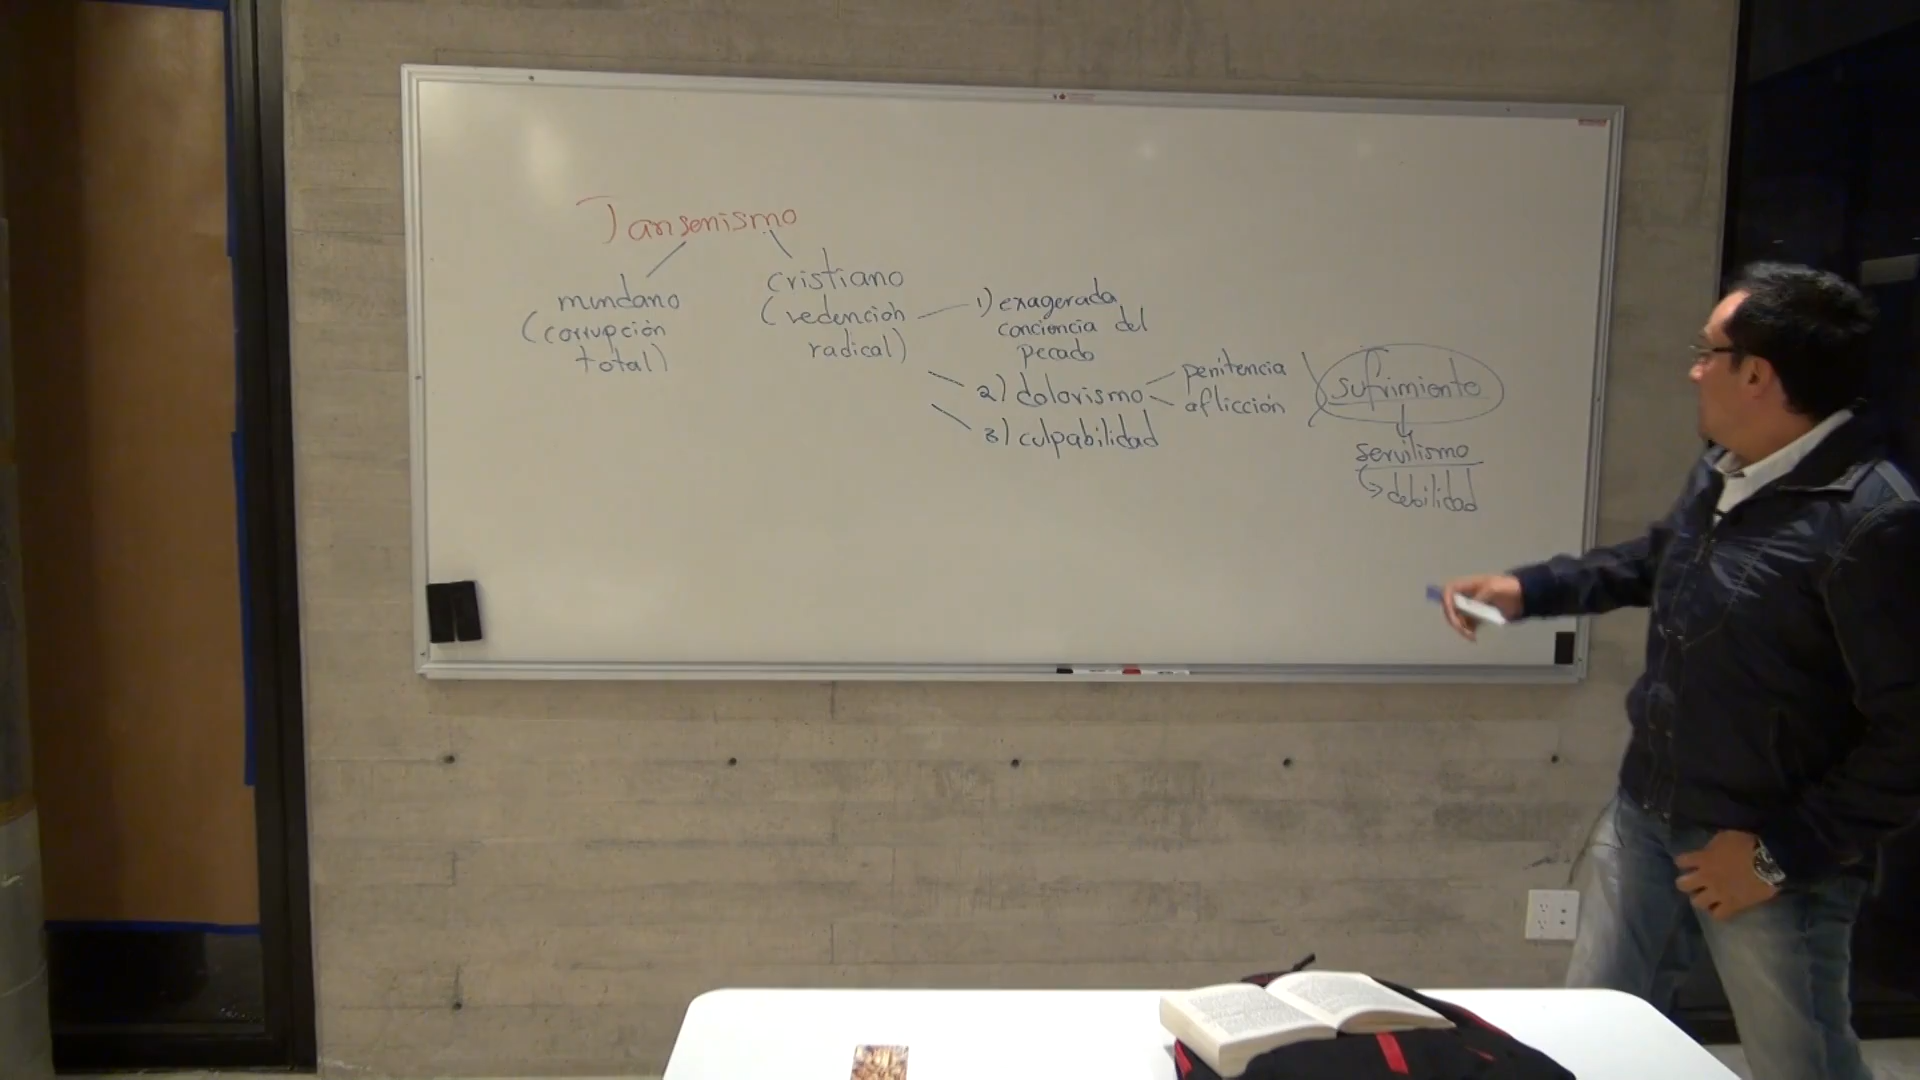 Jansenismo
mundano
(corrupción
total)
cristiano
(redención
radical)
1) exagerada
conciencia del
pecado
2) dolorismo
3) culpabilidad
penitencia
aflicción
sufrimiento
servilismo
debilidad